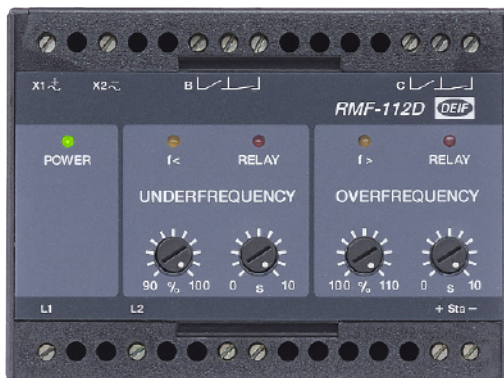 X1 X2 B C
RMF-112D DEIF
POWER f< RELAY f> RELAY
UNDERFREQUENCY OVERFREQUENCY
90 % 100 0 s 10 100 % 110 0 s 10
L1 L2 + Stg −